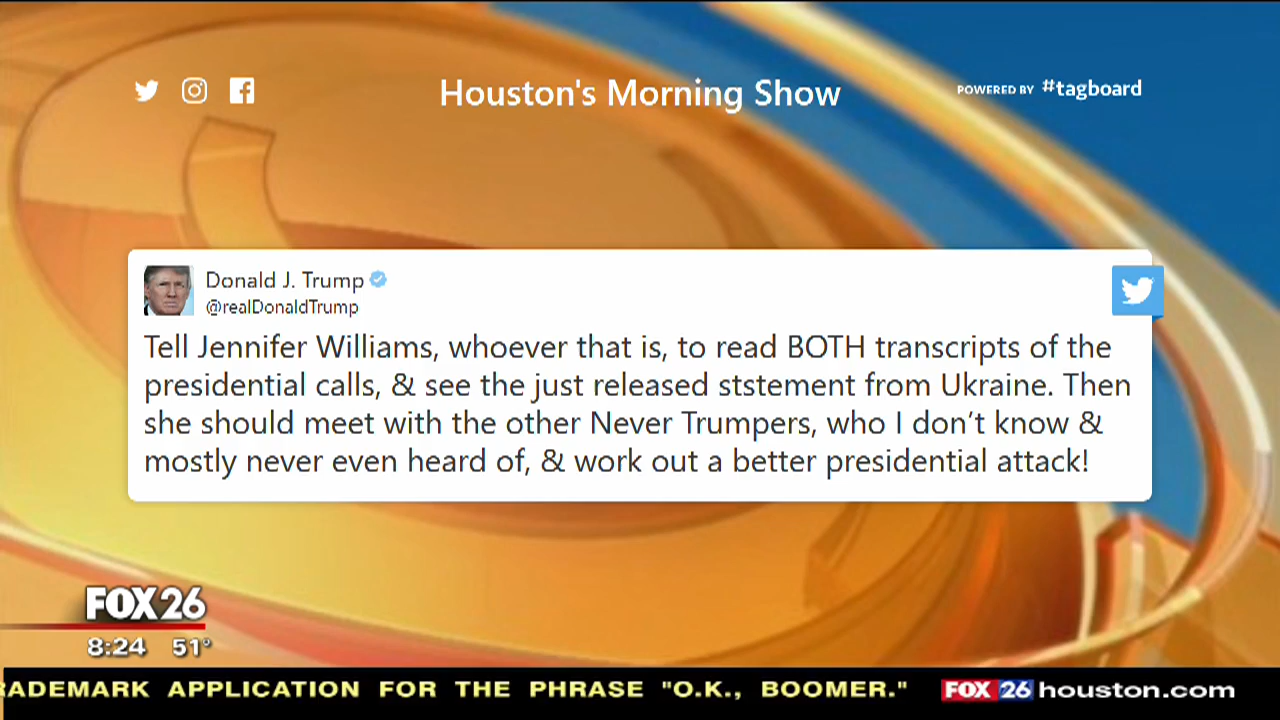 Houston's Morning Show
POWERED BY #tagboard
Donald J. Trump
@realDonaldTrump
Tell Jennifer Williams, whoever that is, to read BOTH transcripts of the
presidential calls, & see the just released ststement from Ukraine. Then
she should meet with the other Never Trumpers, who I don’t know &
mostly never even heard of, & work out a better presidential attack!
FOX 26
8:24 51°
RADEMARK APPLICATION FOR THE PHRASE "O.K., BOOMER." FOX 26 houston.com